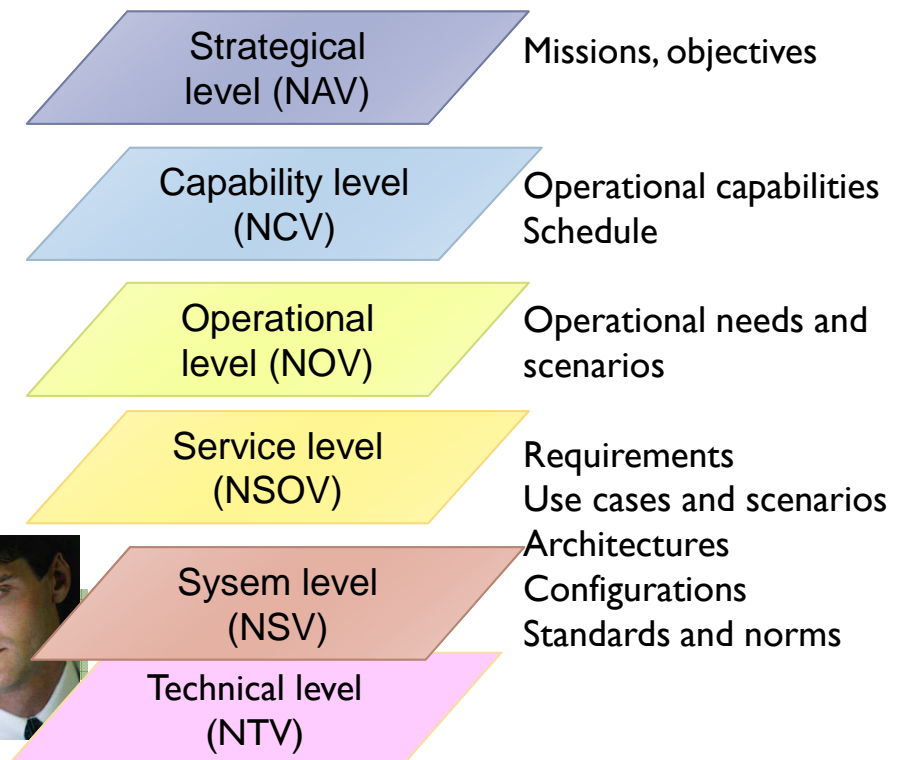 Strategical
level (NAV)
Missions, objectives
Capability level
(NCV)
Operational capabilities
Schedule
Operational
level (NOV)
Operational needs and
scenarios
Service level
(NSOV)
Requirements
Use cases and scenarios
Architectures
Configurations
Standards and norms
Sysem level
(NSV)
Technical level
(NTV)